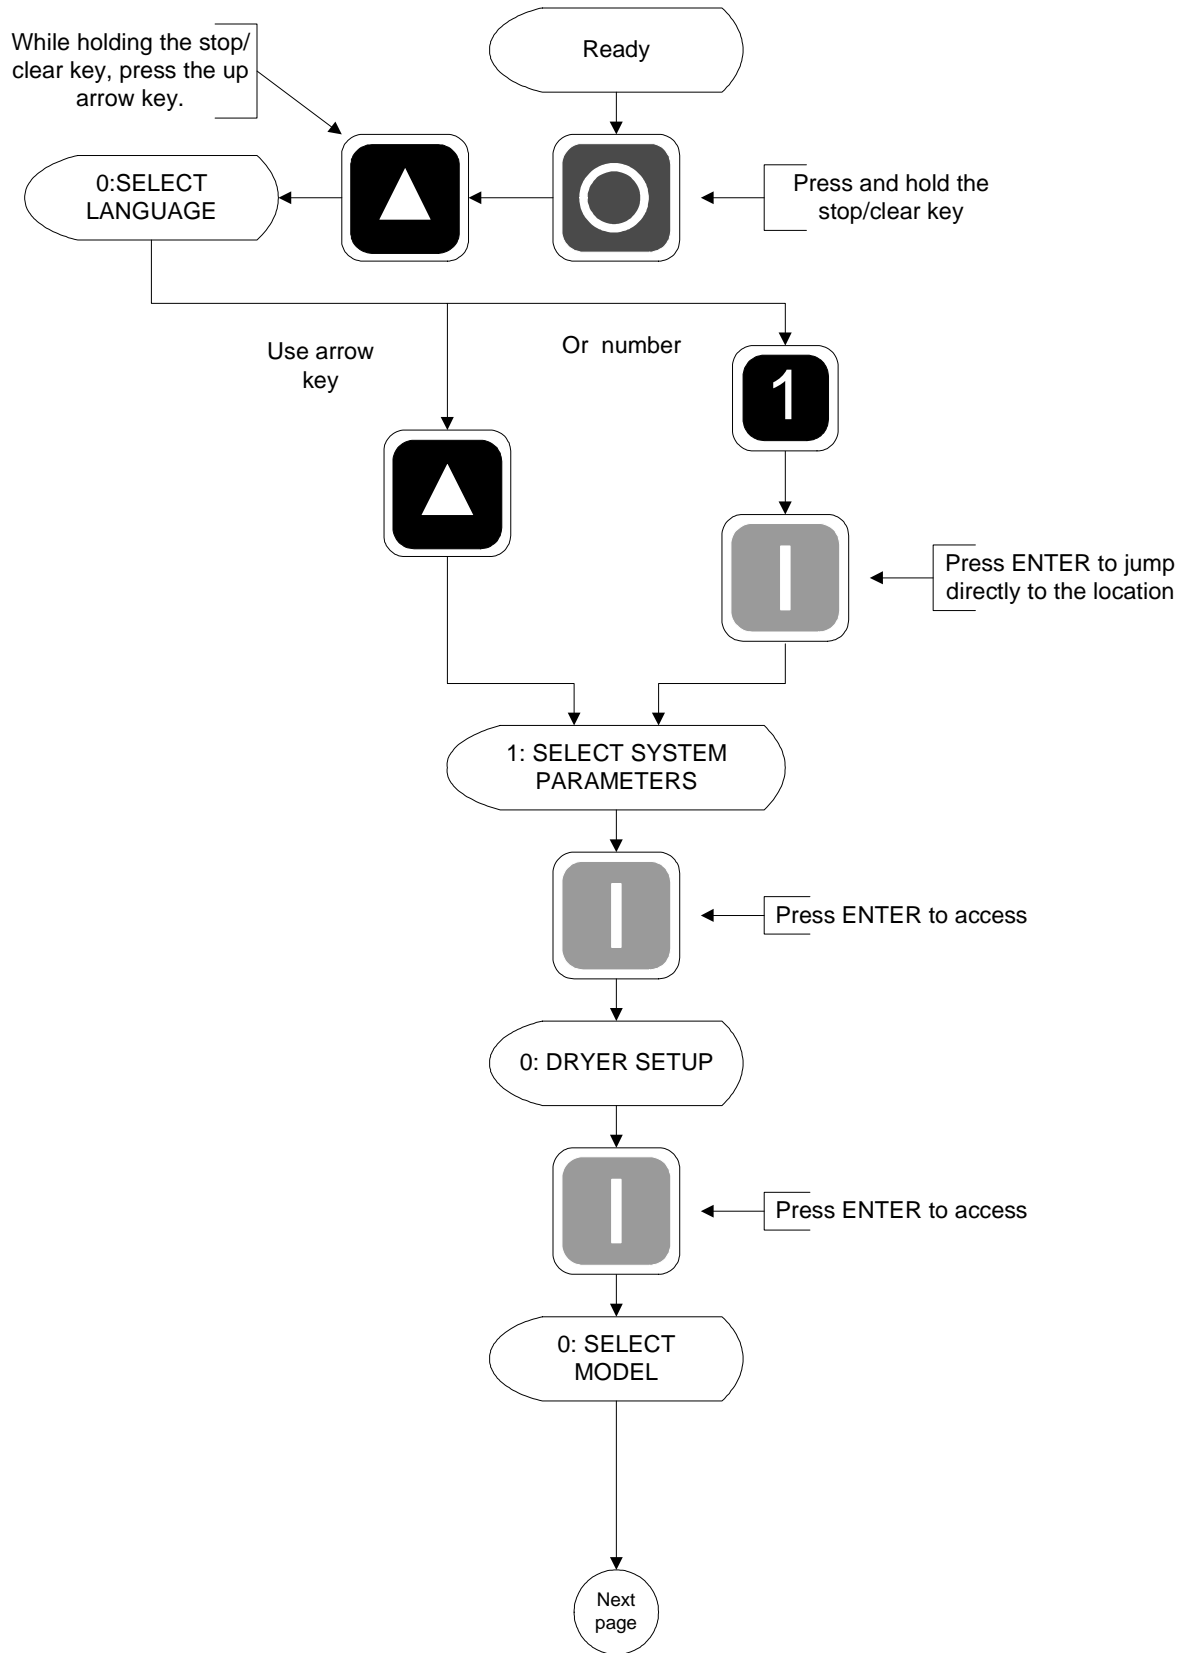 While holding the stop/
clear key, press the up
arrow key.
Ready
0:SELECT
LANGUAGE
Press and hold the
stop/clear key
Use arrow
key
Or number
1
Press ENTER to jump
directly to the location
1: SELECT SYSTEM
PARAMETERS
Press ENTER to access
0: DRYER SETUP
Press ENTER to access
0: SELECT
MODEL
Next
page